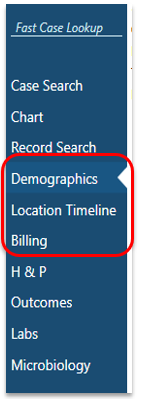 Fast Case Lookup
Case Search
Chart
Record Search
Demographics
Location Timeline
Billing
H & P
Outcomes
Labs
Microbiology